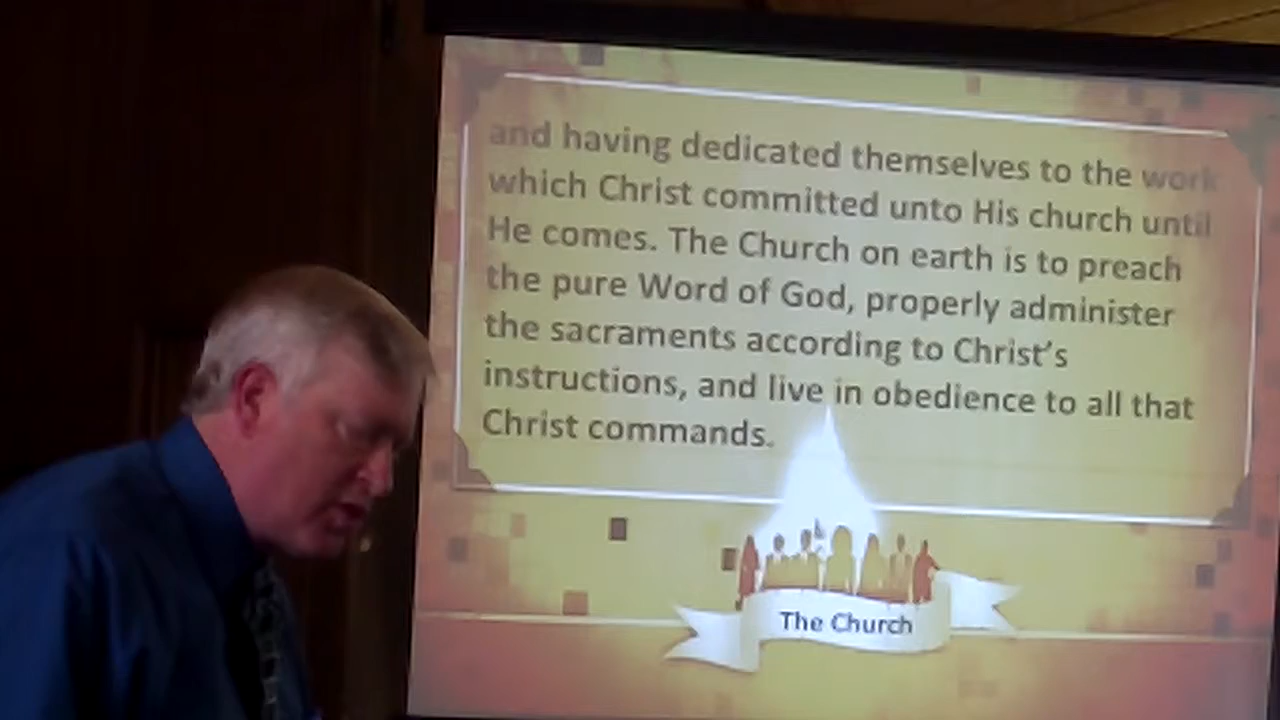 and having dedicated themselves to the work
which Christ committed unto His church until
He comes. The Church on earth is to preach
the pure Word of God, properly administer
the sacraments according to Christ's
instructions, and live in obedience to all that
Christ commands.
The Church